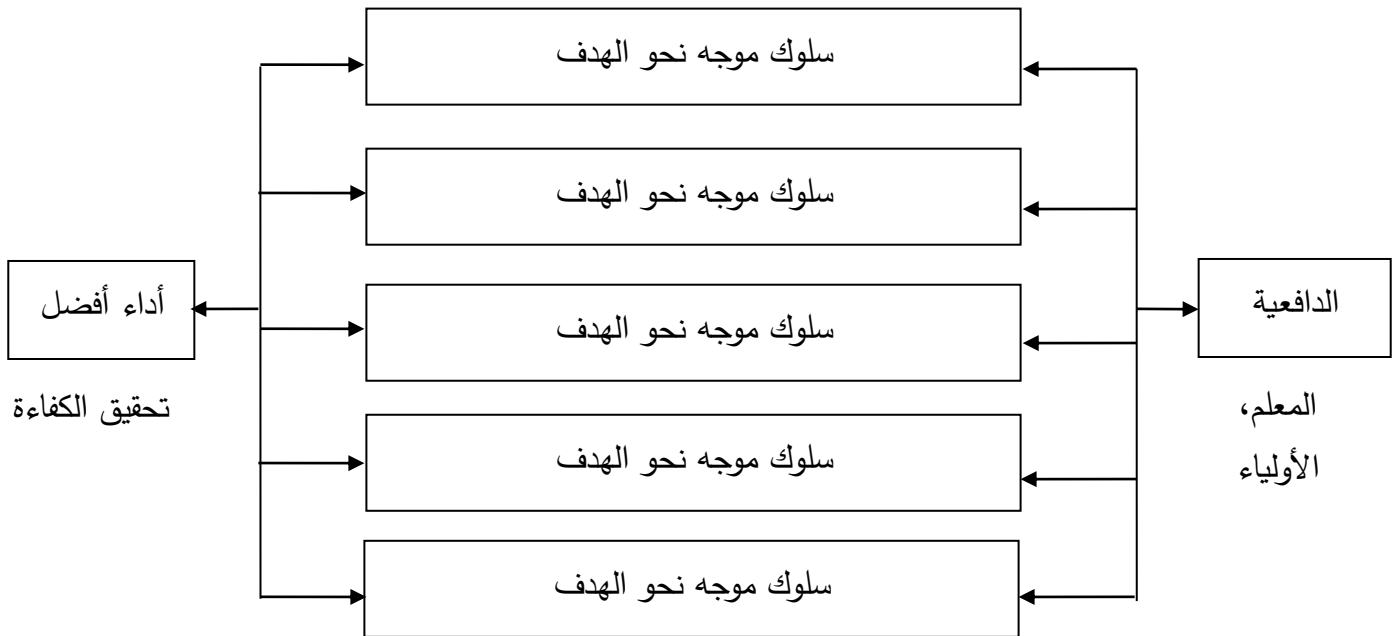 سلوك موجه نحو الهدف
سلوك موجه نحو الهدف
الدافعية
سلوك موجه نحو الهدف
أداء أفضل
المعلم،
الأولياء
تحقيق الكفاءة
سلوك موجه نحو الهدف
سلوك موجه نحو الهدف